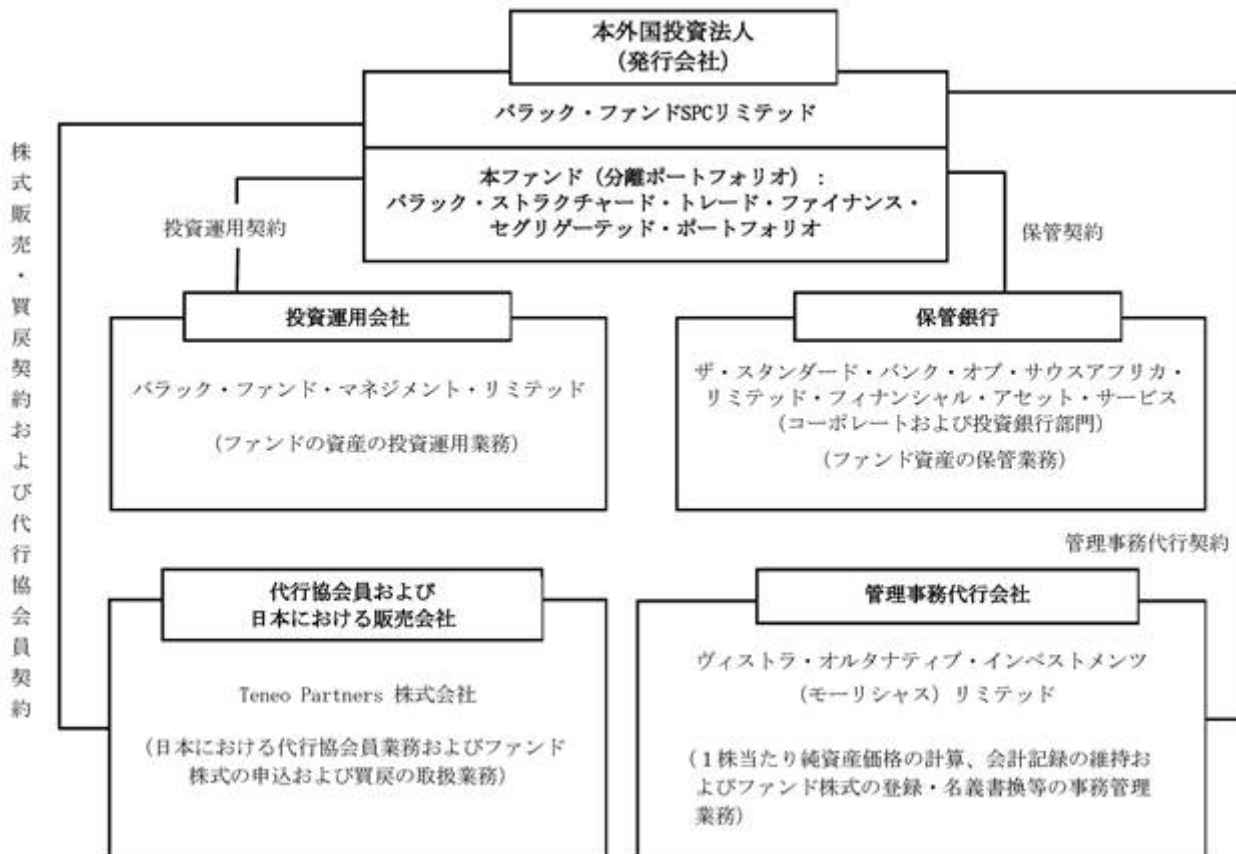 本外国投資法人
(発行会社)
バラック・ファンドSPCリミテッド
本ファンド（分離ポートフォリオ）：
バラック・ストラクチャード・トレード・ファイナンス・
セグリゲーテッド・ポートフォリオ
株式販売・買戻契約および代行協会員契約
投資運用契約
保管契約
投資運用会社
バラック・ファンド・マネジメント・リミテッド
(ファンドの資産の投資運用業務)
保管銀行
ザ・スタンダード・バンク・オブ・サウスアフリカ・
リミテッド・フィナンシャル・アセット・サービス
(コーポレートおよび投資銀行部門)
(ファンド資産の保管業務)
管理事務代行契約
代行協会員および
日本における販売会社
Teneo Partners 株式会社
(日本における代行協会員業務およびファンド
株式の申込および買戻の取扱業務)
管理事務代行会社
ヴィストラ・オルタナティブ・インベストメンツ
(モーリシャス) リミテッド
(１株当たり純資産価格の計算、会計記録の維持お
よびファンド株式の登録・名義書換等の事務管理
業務)